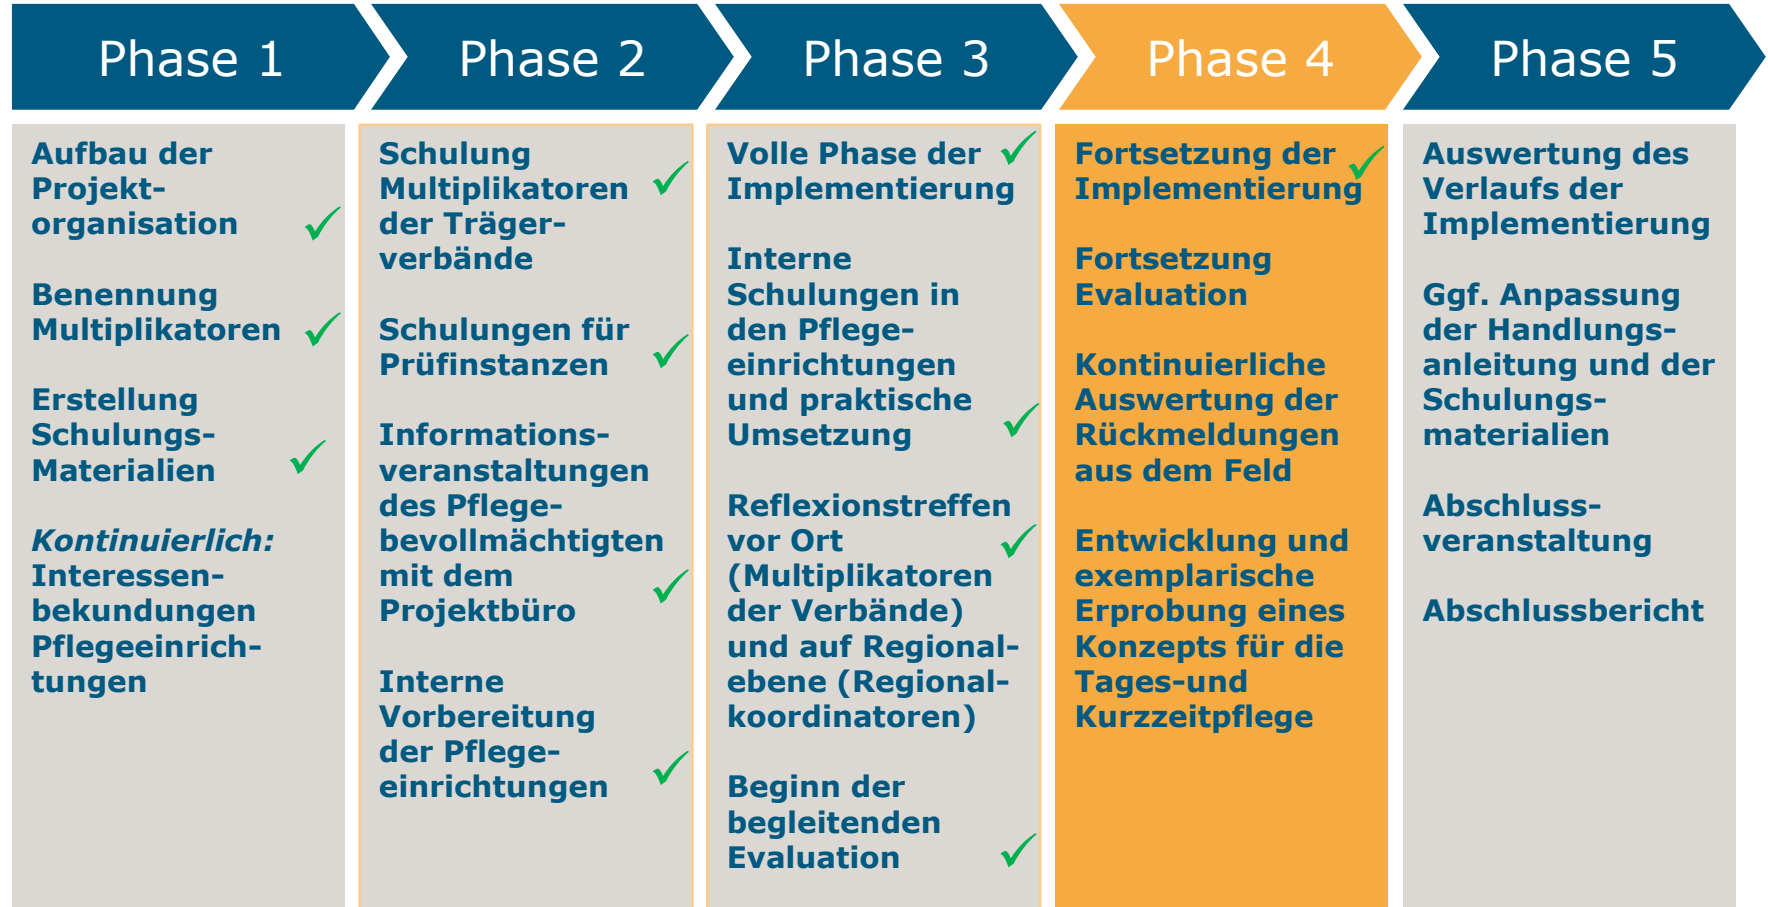 Phase 1
Phase 2
Phase 3
Phase 4
Phase 5
Aufbau der
Projekt-
organisation
Benennung
Multiplikatoren
Erstellung
Schulungs-
Materialien
Kontinuierlich:
Interessen-
bekundungen
Pflegeeinrich-
tungen
Schulung
Multiplikatoren
der Träger-
verbände
Schulungen für
Prüfinstanzen
Informations-
veranstaltungen
des Pflege-
bevollmächtigten
mit dem
Projektbüro
Interne
Vorbereitung
der Pflege-
einrichtungen
Volle Phase der
Implementierung
Interne
Schulungen in
den Pflege-
einrichtungen
und praktische
Umsetzung
Reflexionstreffen
vor Ort
(Multiplikatoren
der Verbände)
und auf Regional-
ebene (Regional-
koordinatoren)
Beginn der
begleitenden
Evaluation
Fortsetzung der
Implementierung
Fortsetzung
Evaluation
Kontinuierliche
Auswertung der
Rückmeldungen
aus dem Feld
Entwicklung und
exemplarische
Erprobung eines
Konzepts für die
Tages-und
Kurzzeitpflege
Auswertung des
Verlaufs der
Implementierung
Ggf. Anpassung
der Handlungs-
anleitung und der
Schulungs-
materialien
Abschluss-
veranstaltung
Abschlussbericht